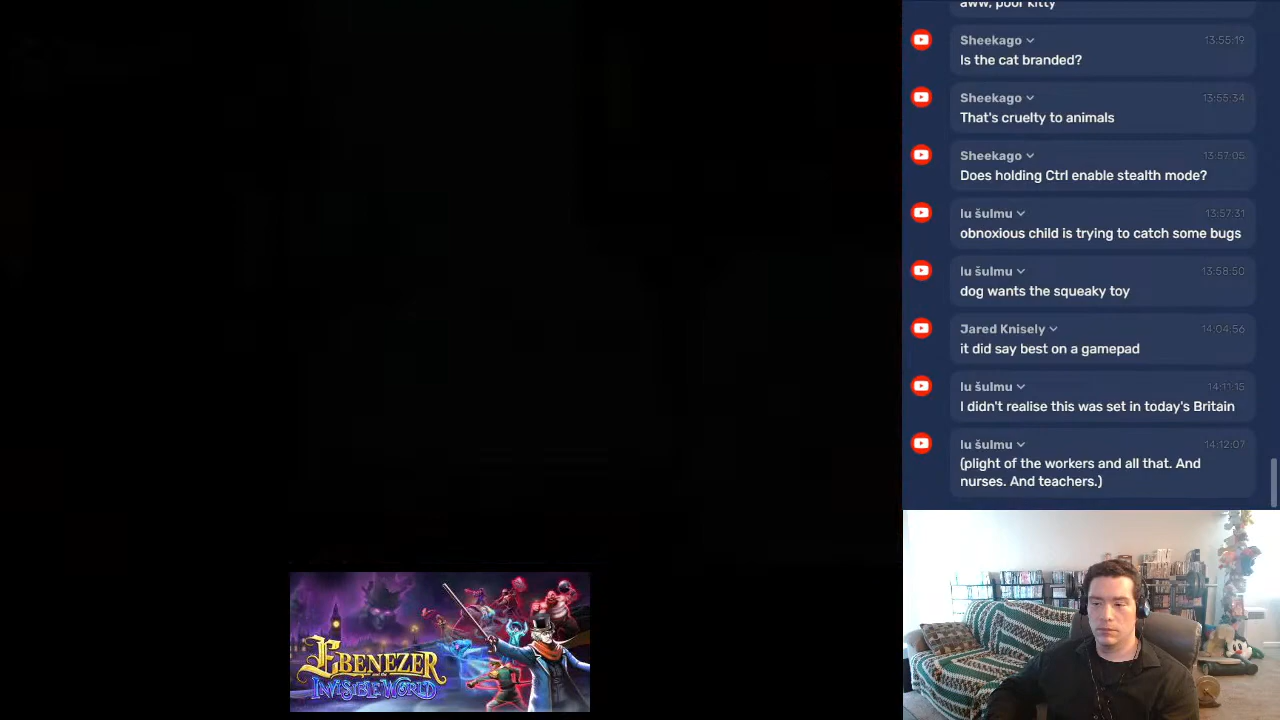 aww, poor kitty
Sheekago 13:55:19
Is the cat branded?
Sheekago 13:55:34
That's cruelty to animals
Sheekago 13:57:05
Does holding Ctrl enable stealth mode?
lu šulmu 13:57:31
obnoxious child is trying to catch some bugs
lu šulmu 13:58:50
dog wants the squeaky toy
Jared Knisely 14:04:56
it did say best on a gamepad
lu šulmu 14:11:15
I didn't realise this was set in today's Britain
lu šulmu 14:12:07
(plight of the workers and all that. And
nurses. And teachers.)
EBENEZER
and the
INVISIBLE WORLD